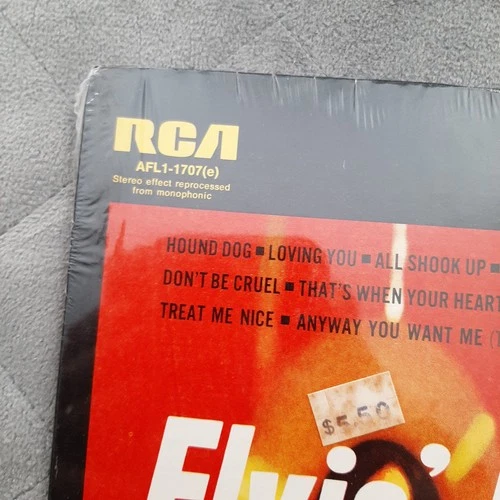 RCA
AFL1-1707(e)
Stereo effect reprocessed
from monophonic
HOUND DOG ■ LOVING YOU ■ ALL SHOOK UP ■
DON'T BE CRUEL ■ THAT'S WHEN YOUR HEART
TREAT ME NICE ■ ANYWAY YOU WANT ME (
$5.50
Elvis'